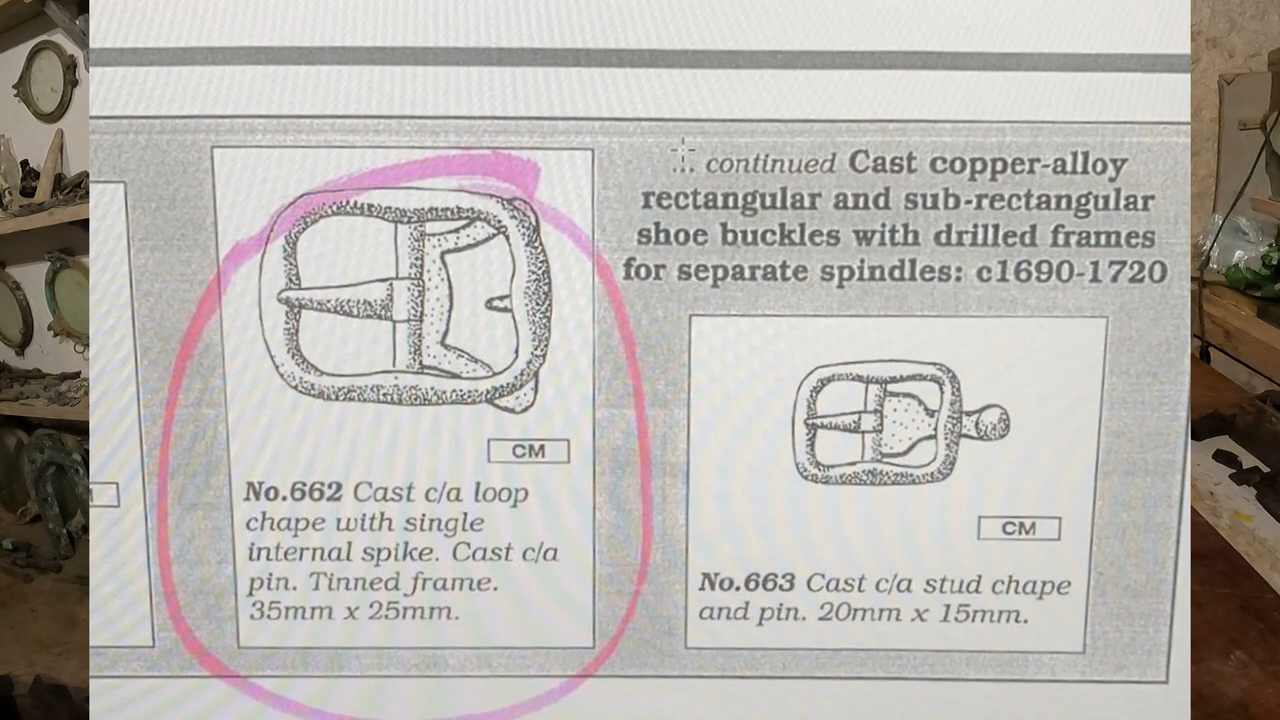 ... continued Cast copper-alloy
rectangular and sub-rectangular
shoe buckles with drilled frames
for separate spindles: c1690-1720
CM
No.662 Cast c/a loop
chape with single
internal spike. Cast c/a
pin. Tinned frame.
35mm x 25mm.
CM
No.663 Cast c/a stud chape
and pin. 20mm x 15mm.